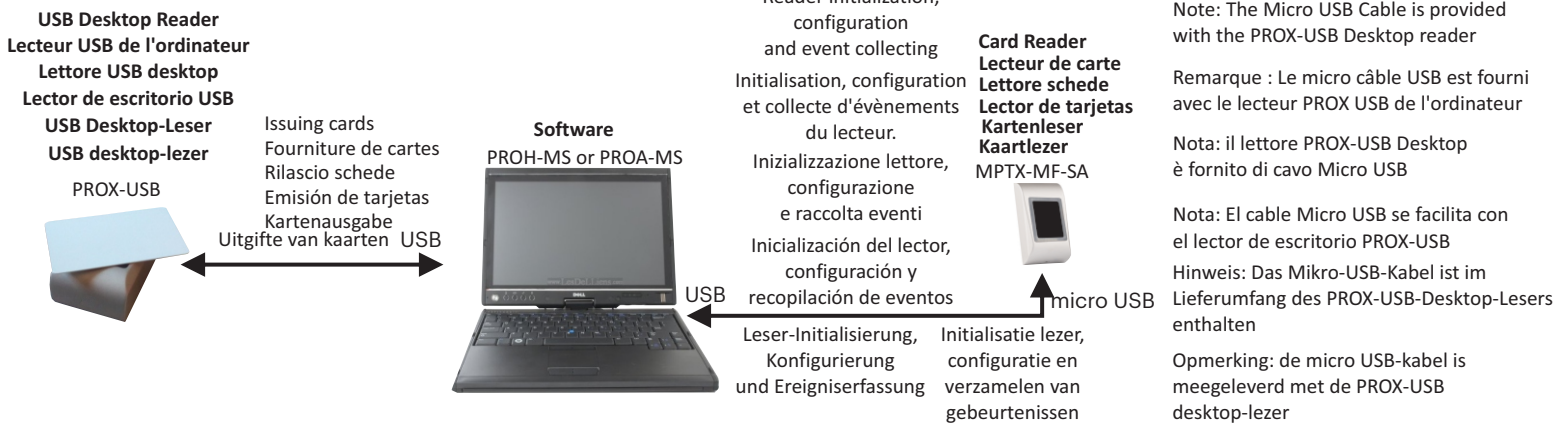 USB Desktop Reader
Lecteur USB de l'ordinateur
Lettore USB desktop
Lector de escritorio USB
USB Desktop-Leser
USB desktop-lezer
PROX-USB
Issuing cards
Fourniture de cartes
Rilascio schede
Emisión de tarjetas
Kartenausgabe
Uitgifte van kaarten USB
Software
PROH-MS or PROA-MS
DELL
USB
Reader initialization,
configuration
and event collecting
Initialisation, configuration
et collecte d'évènements
du lecteur.
Inizializzazione lettore,
configurazione
e raccolta eventi
Inicialización del lector,
configuración y
recopilación de eventos
Leser-Initialisierung,
Konfigurierung
und Ereigniserfassung
Initialisatie lezer,
configuratie en
verzamelen van
gebeurtenissen
Card Reader
Lecteur de carte
Lettore schede
Lector de tarjetas
Kartenleser
Kaartlezer
MPTX-MF-SA
micro USB
Note: The Micro USB Cable is provided
with the PROX-USB Desktop reader
Remarque : Le micro câble USB est fourni
avec le lecteur PROX USB de l'ordinateur
Nota: il lettore PROX-USB Desktop
è fornito di cavo Micro USB
Nota: El cable Micro USB se facilita con
el lector de escritorio PROX-USB
Hinweis: Das Mikro-USB-Kabel ist im
Lieferumfang des PROX-USB-Desktop-Lesers
enthalten
Opmerking: de micro USB-kabel is
meegeleverd met de PROX-USB
desktop-lezer